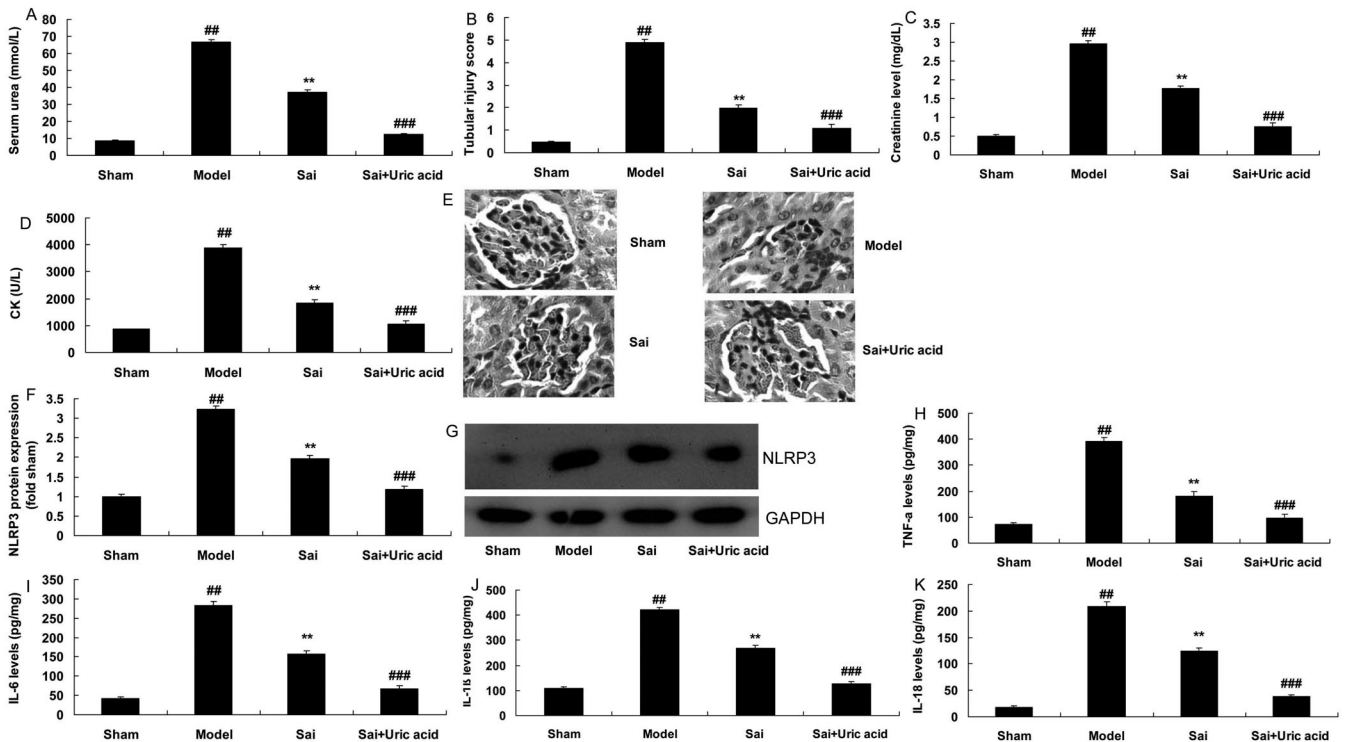 A
Serum urea (mmol/L)
80
70
60
50
40
30
20
10
0
##
**
###
Sham Model Sai Sai+Uric acid
B
Tubular injury score
6
5
4
3
2
1
0
##
**
###
Sham Model Sai Sai+Uric acid
C
Creatinine level (mg/dL)
3.5
3
2.5
2
1.5
1
0.5
0
##
**
###
Sham Model Sai Sai+Uric acid
D
CK (U/L)
5000
4000
3000
2000
1000
0
##
**
###
Sham Model Sai Sai+Uric acid
E
Sham
Model
Sai
Sai+Uric acid
F
NLRP3 protein expression
(fold sham)
3.5
3
2.5
2
1.5
1
0.5
0
##
**
###
Sham Model Sai Sai+Uric acid
G
NLRP3
GAPDH
Sham Model Sai Sai+Uric acid
H
TNF-a levels (pg/mg)
500
400
300
200
100
0
##
**
###
Sham Model Sai Sai+Uric acid
I
IL-6 levels (pg/mg)
350
300
250
200
150
100
50
0
##
**
###
Sham Model Sai Sai+Uric acid
J
IL-1ß levels (pg/mg)
500
400
300
200
100
0
##
**
###
Sham Model Sai Sai+Uric acid
K
IL-18 levels (pg/mg)
250
200
150
100
50
0
##
**
###
Sham Model Sai Sai+Uric acid